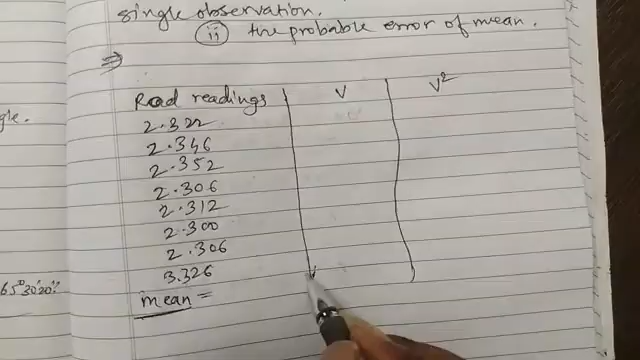 single observation.
(ii) the probable error of mean.
⇒
Road readings V V²
2.322
2.346
2.352
2.306
2.312
2.300
2.306
3.326
mean =
gle.
65°30'20"